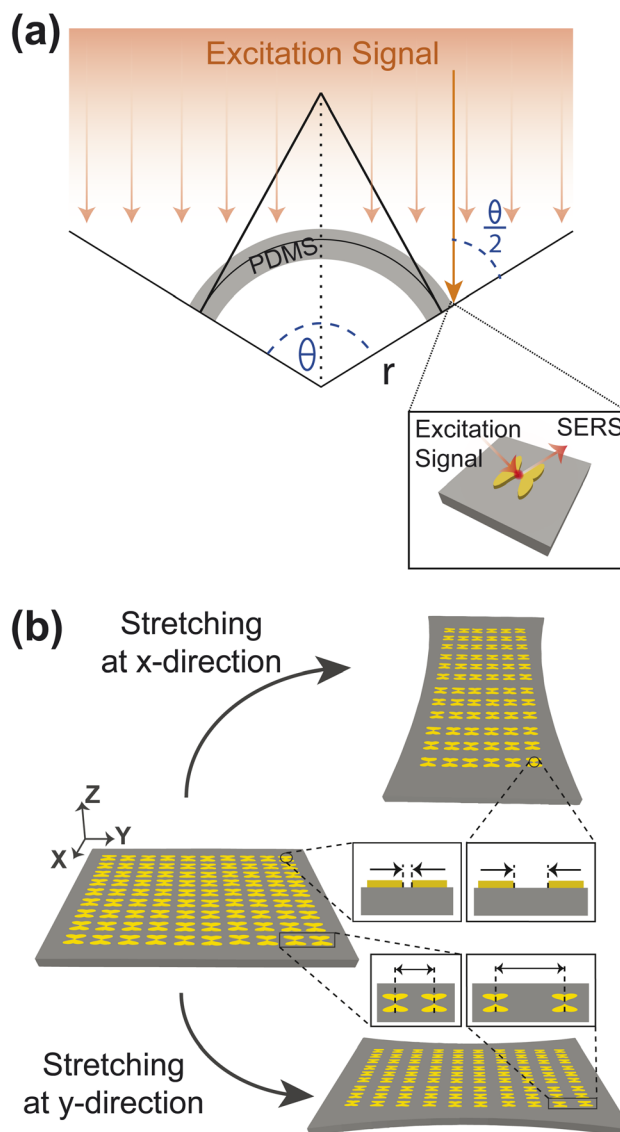 (a)
Excitation Signal
θ/2
PDMS
θ
r
Excitation
Signal
SERS
(b)
Stretching
at x-direction
Z
Y
X
Stretching
at y-direction